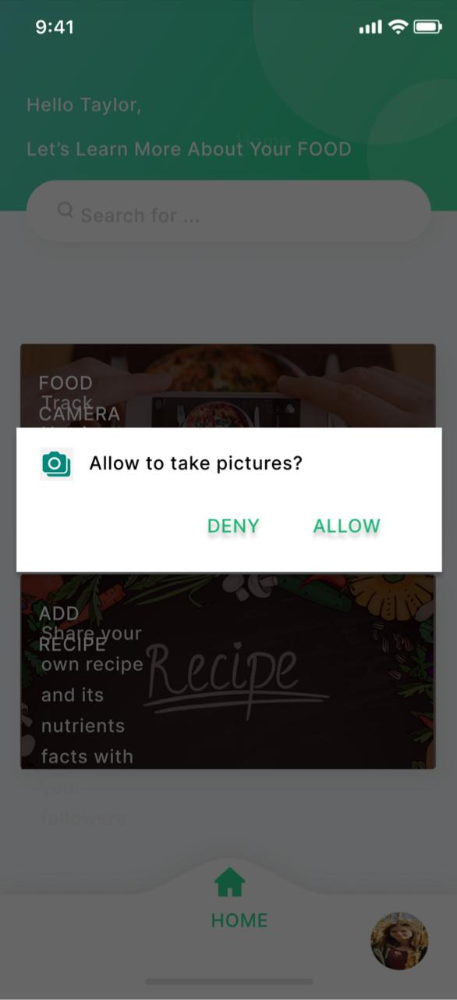 9:41
Hello Taylor,
Home
Let's Learn More About Your FOOD
Search for ...
FOOD
Track
CAMERA
Allow to take pictures?
DENY
ALLOW
ADD
Share your
RECIPE
own recipe
Recipe
and its
nutrients
facts with
your
followers
HOME